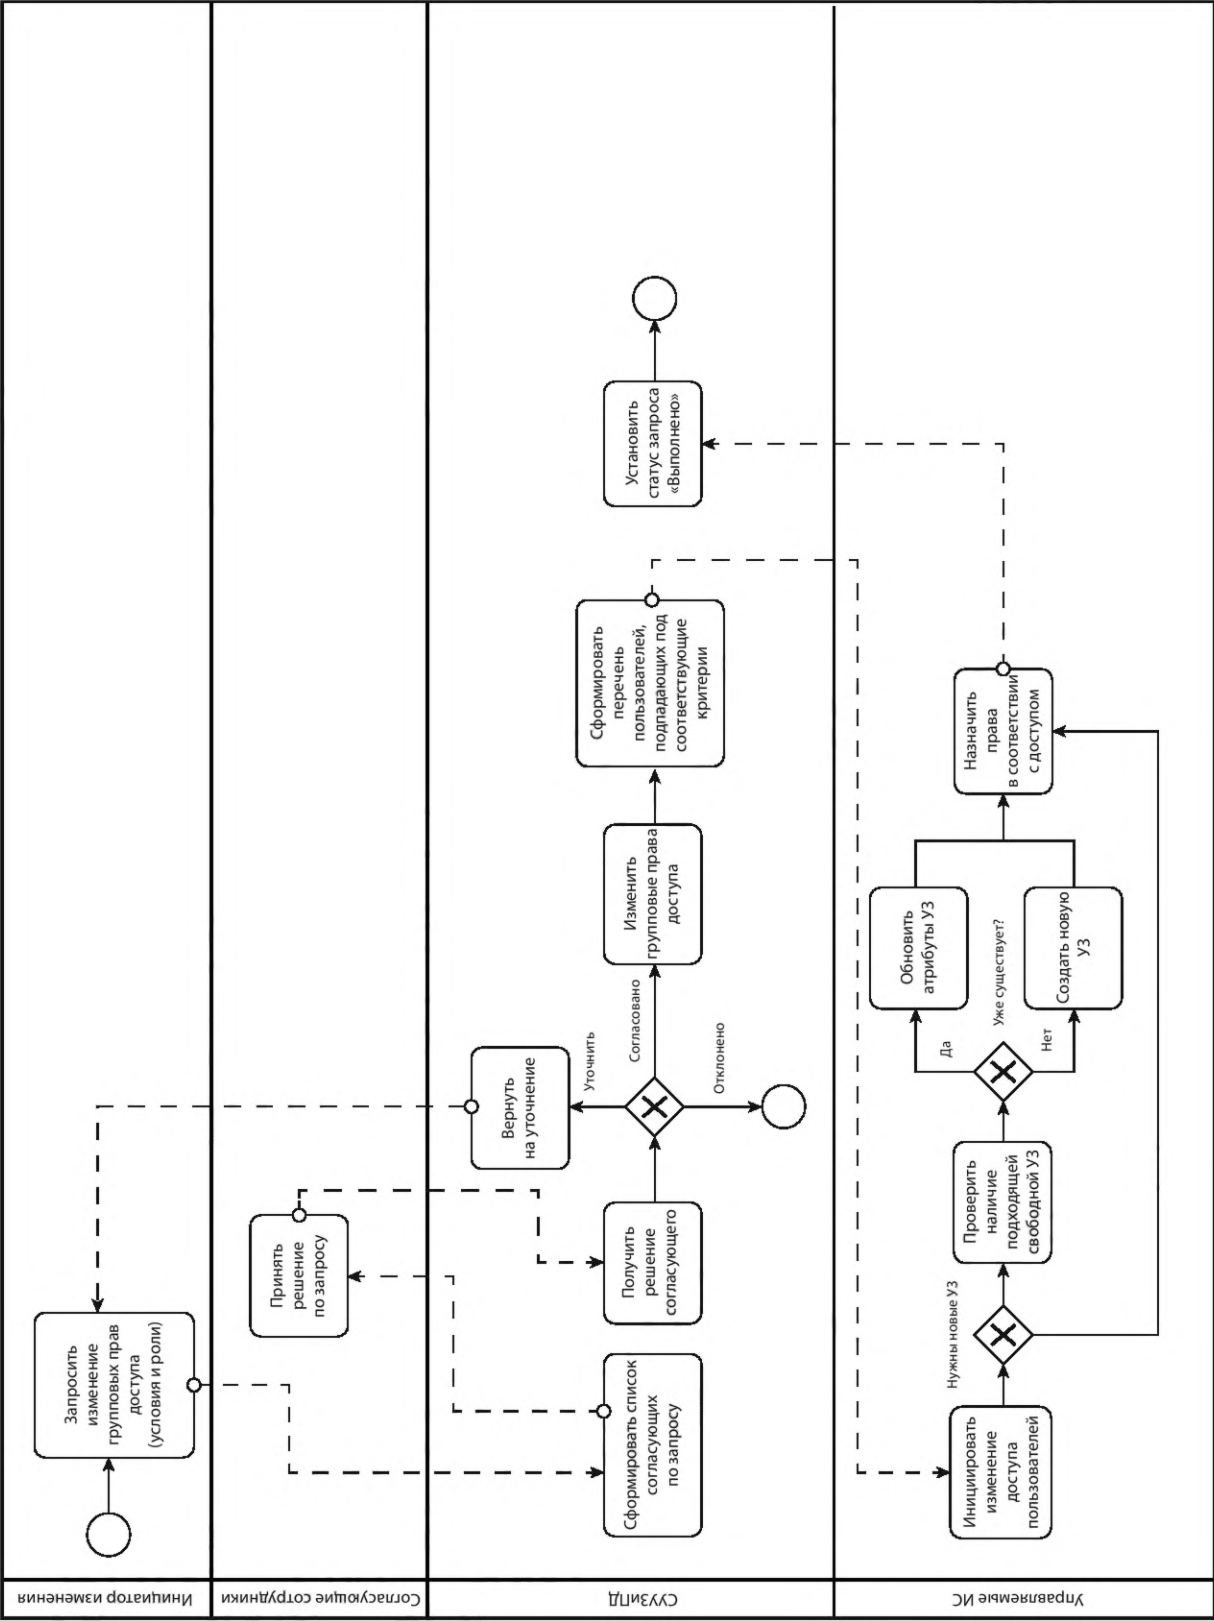 Инициатор изменения
Запросить
изменение
групповых прав
доступа
(условия и роли)
Согласующие сотрудники
Принять
решение
по запросу
СУУЗиПД
Сформировать список
согласующих
по запросу
Получить
решение
согласующего
Вернуть
на уточнение
Уточнить
Согласовано
Отклонено
Изменить
групповые права
доступа
Сформировать
перечень
пользователей,
подпадающих под
соответствующие
критерии
Установить
статус запроса
«Выполнено»
Управляемые ИС
Инициировать
изменение
доступа
пользователей
Нужны новые УЗ
Проверить
наличие
подходящей
свободной УЗ
Уже существует?
Да
Нет
Обновить
атрибуты УЗ
Создать новую
УЗ
Назначить
права
в соответствии
с доступом